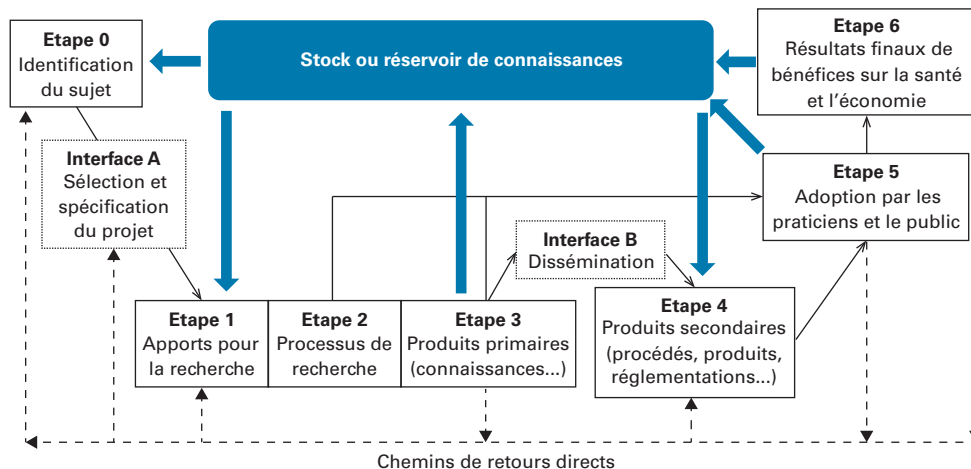 Etape 0
Identification
du sujet
Stock ou réservoir de connaissances
Etape 6
Résultats finaux de
bénéfices sur la santé
et l'économie
Interface A
Sélection et
spécification
du projet
Etape 5
Adoption par les
praticiens et le public
Interface B
Dissémination
Etape 1
Apports pour
la recherche
Etape 2
Processus de
recherche
Etape 3
Produits primaires
(connaissances...)
Etape 4
Produits secondaires
(procédés, produits,
réglementations...)
Chemins de retours directs